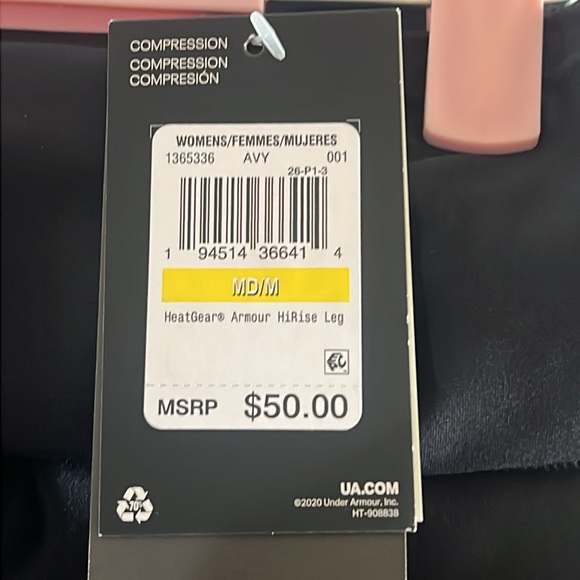 COMPRESSION
COMPRESSION
COMPRESIÓN
WOMENS/FEMMES/MUJERES
1365336 AVY 001
26-P1-3
1 94514 36641 4
MD/M
HeatGear® Armour HiRise Leg
MSRP $50.00
70%
UA.COM
©2020 Under Armour, Inc.
HT-908838